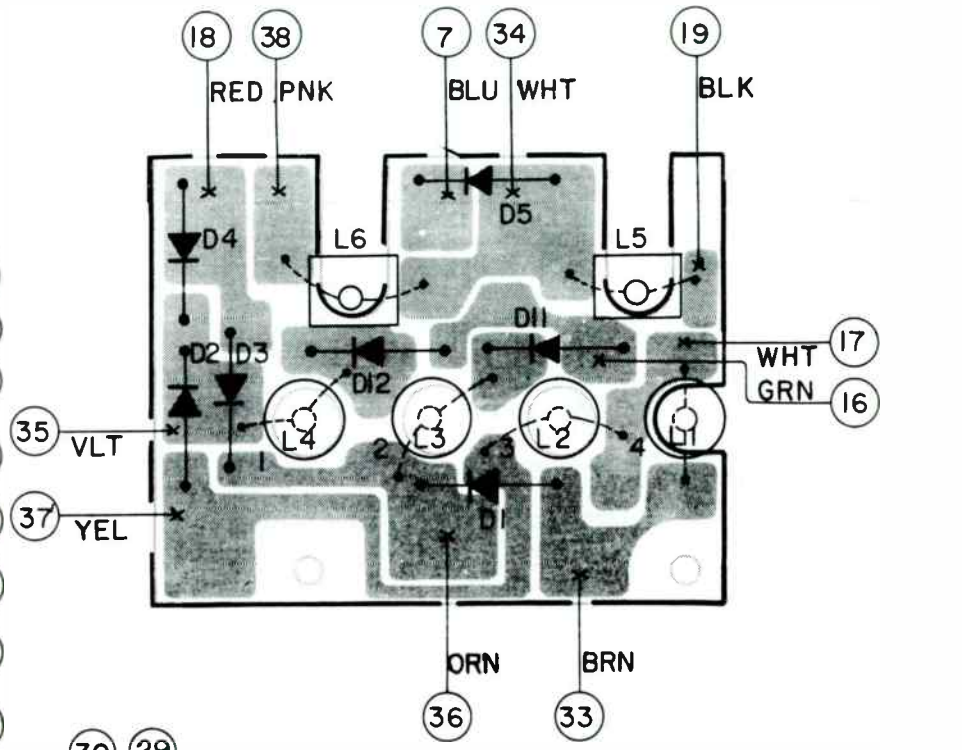 18 38 7 34 19
RED PNK BLU WHT BLK
D5
D4 L6 L5
D11
D2 D3 WHT 17
D12 GRN 16
35 VLT L4 L3 L2 L1
1 2 3 4
37 YEL D1
ORN BRN
36 33
30 29